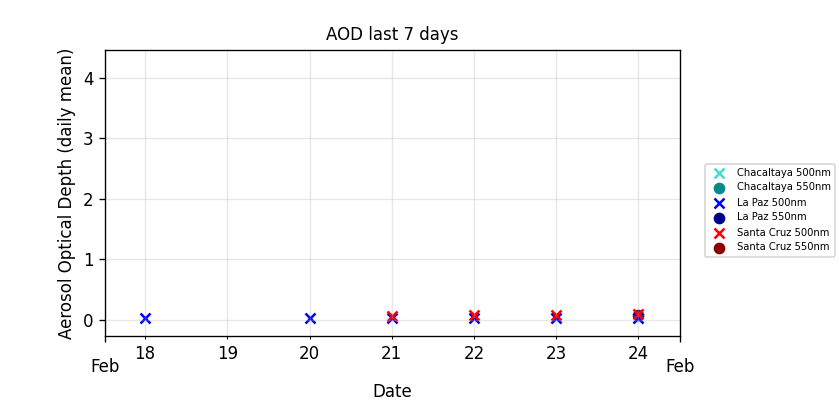 AOD last 7 days
Aerosol Optical Depth (daily mean)
4
3
2
1
0
18 19 20 21 22 23 24
Feb Feb
Date
Chacaltaya 500nm
Chacaltaya 550nm
La Paz 500nm
La Paz 550nm
Santa Cruz 500nm
Santa Cruz 550nm